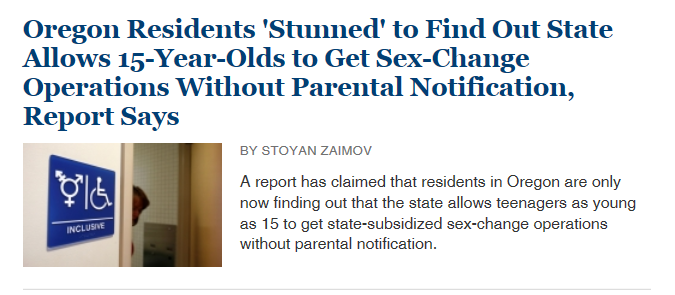 Oregon Residents 'Stunned' to Find Out State
Allows 15-Year-Olds to Get Sex-Change
Operations Without Parental Notification,
Report Says
BY STOYAN ZAIMOV
A report has claimed that residents in Oregon are only
now finding out that the state allows teenagers as young
as 15 to get state-subsidized sex-change operations
without parental notification.
INCLUSIVE